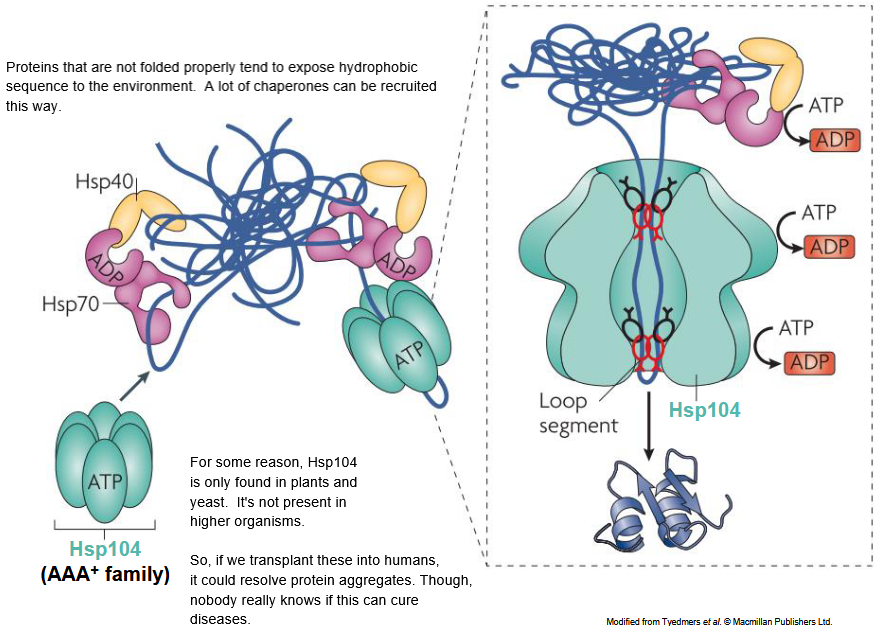 Proteins that are not folded properly tend to expose hydrophobic
sequence to the environment.  A lot of chaperones can be recruited
this way.
Hsp40
ADP
Hsp70
ADP
ATP
ATP
Hsp104
(AAA+ family)
For some reason, Hsp104
is only found in plants and
yeast.  It's not present in
higher organisms.
So, if we transplant these into humans,
it could resolve protein aggregates. Though,
nobody really knows if this can cure
diseases.
ATP
ADP
ATP
ADP
ATP
ADP
Loop
segment
Hsp104
Modified from Tyedmers et al. © Macmillan Publishers Ltd.